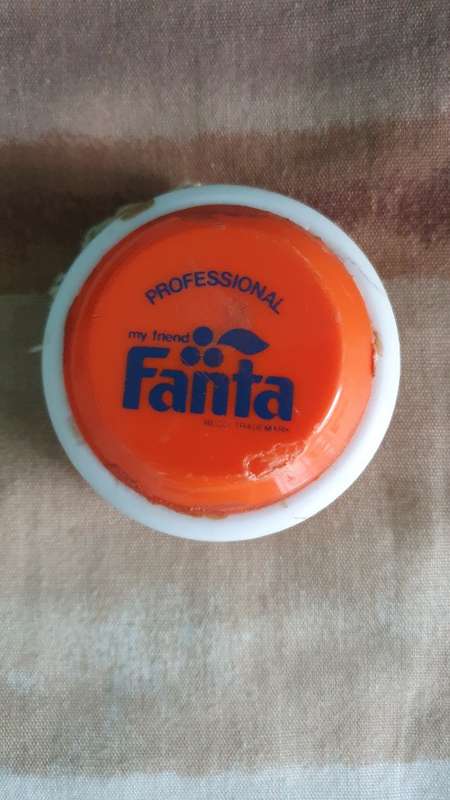 PROFESSIONAL
my friend
Fanta
REGD. TRADE MARK